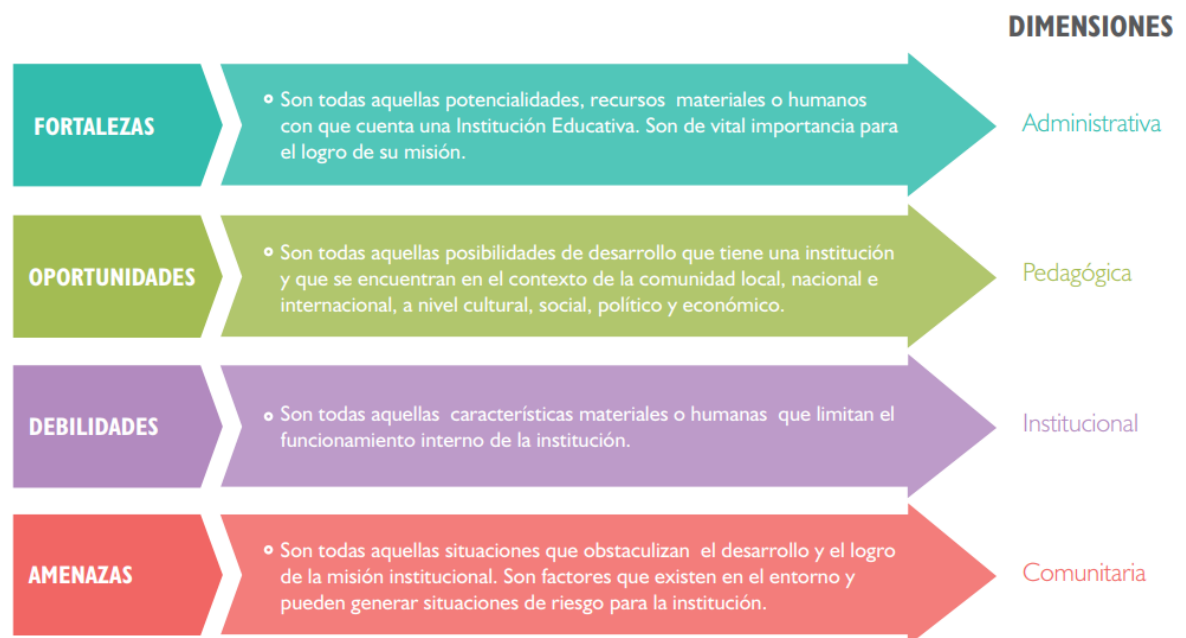 DIMENSIONES
FORTALEZAS
Son todas aquellas potencialidades, recursos materiales o humanos
con que cuenta una Institución Educativa. Son de vital importancia para
el logro de su misión.
Administrativa
OPORTUNIDADES
Son todas aquellas posibilidades de desarrollo que tiene una institución
y que se encuentran en el contexto de la comunidad local, nacional e
internacional, a nivel cultural, social, político y económico.
Pedagógica
DEBILIDADES
Son todas aquellas características materiales o humanas que limitan el
funcionamiento interno de la institución.
Institucional
AMENAZAS
Son todas aquellas situaciones que obstaculizan el desarrollo y el logro
de la misión institucional. Son factores que existen en el entorno y
pueden generar situaciones de riesgo para la institución.
Comunitaria